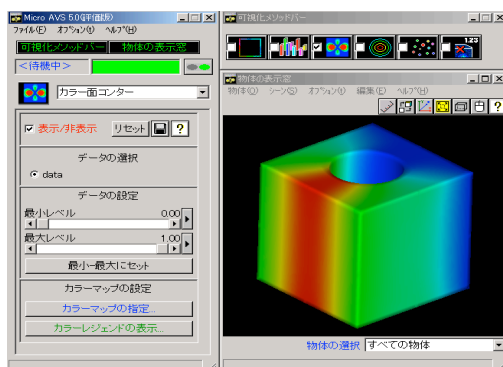 Micro AVS 5.0(評価版)
ファイル(F) オプション(t) ヘルプ(H)
可視化メソッドバー 物体の表示窓
<待機中>
カラー面コンター
表示/非表示 リセット ?
データの選択
data
データの設定
最小レベル 0.00
最大レベル 1.00
最小-最大にセット
カラーマップの設定
カラーマップの指定...
カラーレジェンドの表示...
可視化メソッドバー
1.23
物体の表示窓
物体(O) シーン(S) オプション(t) 編集(E) ヘルプ(H)
?
物体の選択 すべての物体